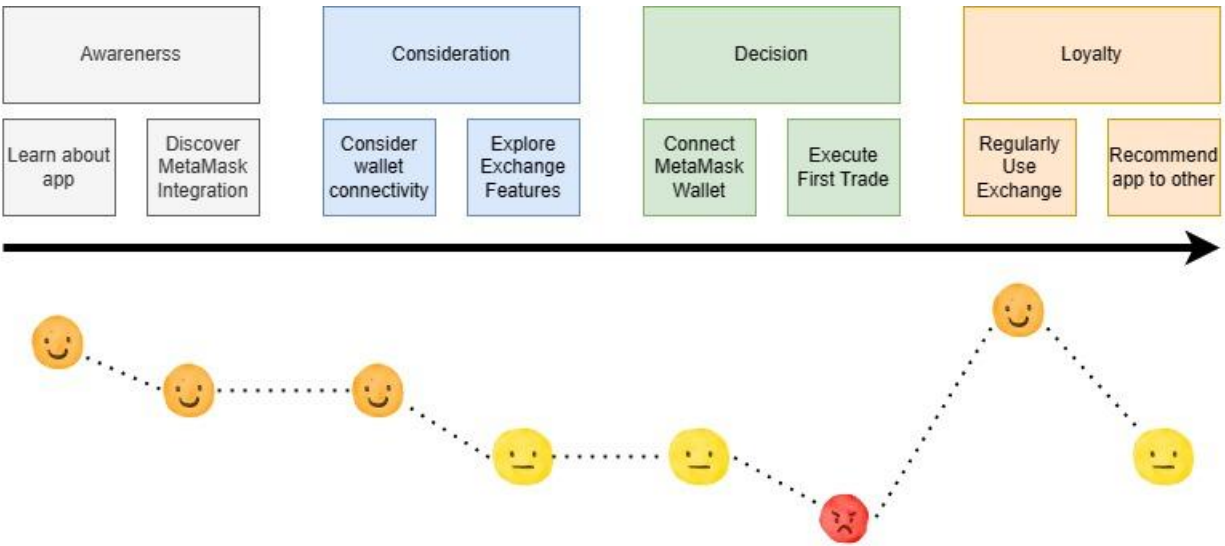 Awarenerss
Consideration
Decision
Loyalty
Learn about
app
Discover
MetaMask
Integration
Consider
wallet
connectivity
Explore
Exchange
Features
Connect
MetaMask
Wallet
Execute
First Trade
Regularly
Use
Exchange
Recommend
app to other